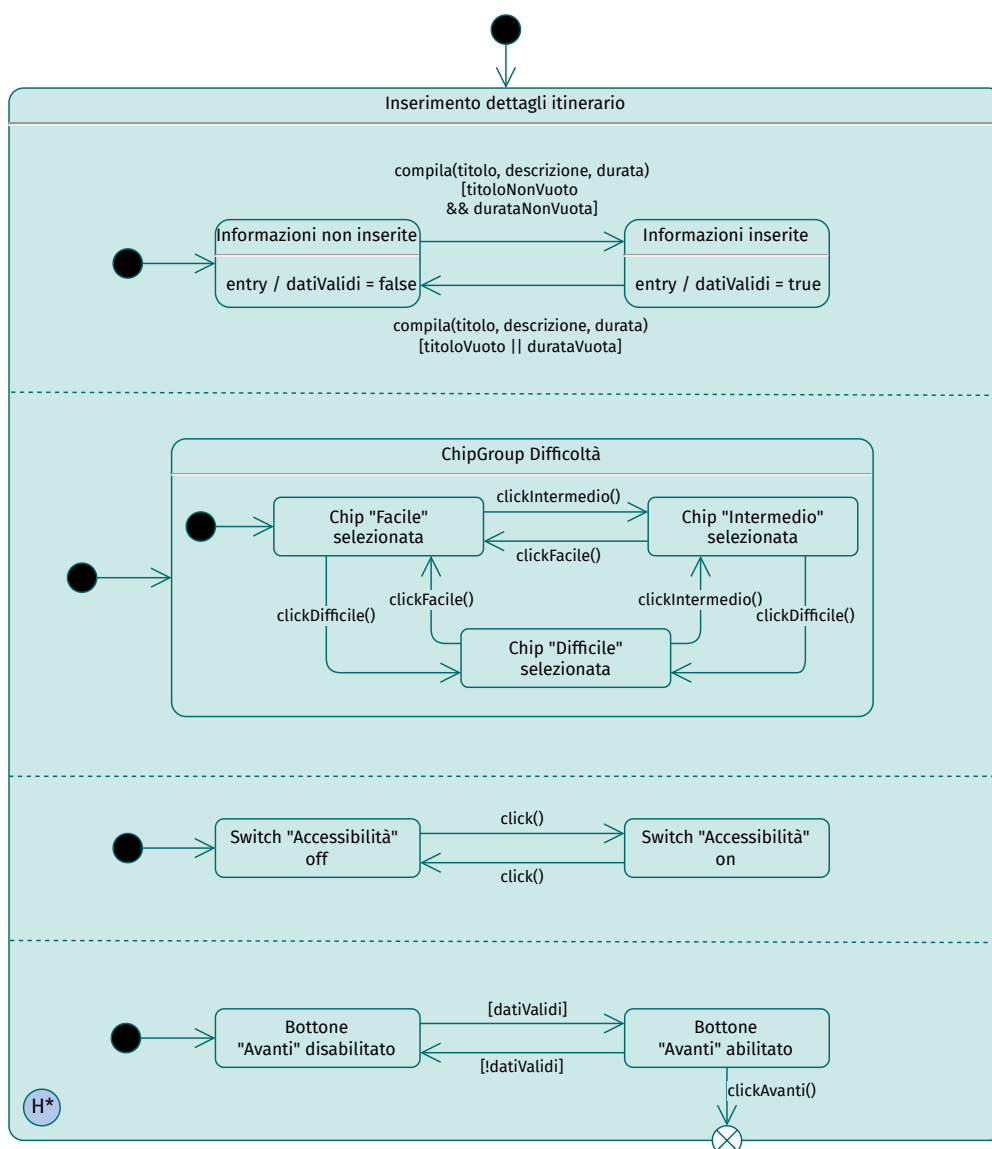 Inserimento dettagli itinerario
compila(titolo, descrizione, durata)
[titoloNonVuoto
&& durataNonVuota]
Informazioni non inserite
entry / datiValidi = false
Informazioni inserite
entry / datiValidi = true
compila(titolo, descrizione, durata)
[titoloVuoto || durataVuota]
ChipGroup Difficoltà
Chip "Facile"
selezionata
clickIntermedio()
clickFacile()
Chip "Intermedio"
selezionata
clickDifficile()
clickFacile()
clickIntermedio()
clickDifficile()
Chip "Difficile"
selezionata
Switch "Accessibilità"
off
click()
click()
Switch "Accessibilità"
on
Bottone
"Avanti" disabilitato
[datiValidi]
[!datiValidi]
Bottone
"Avanti" abilitato
clickAvanti()
H*